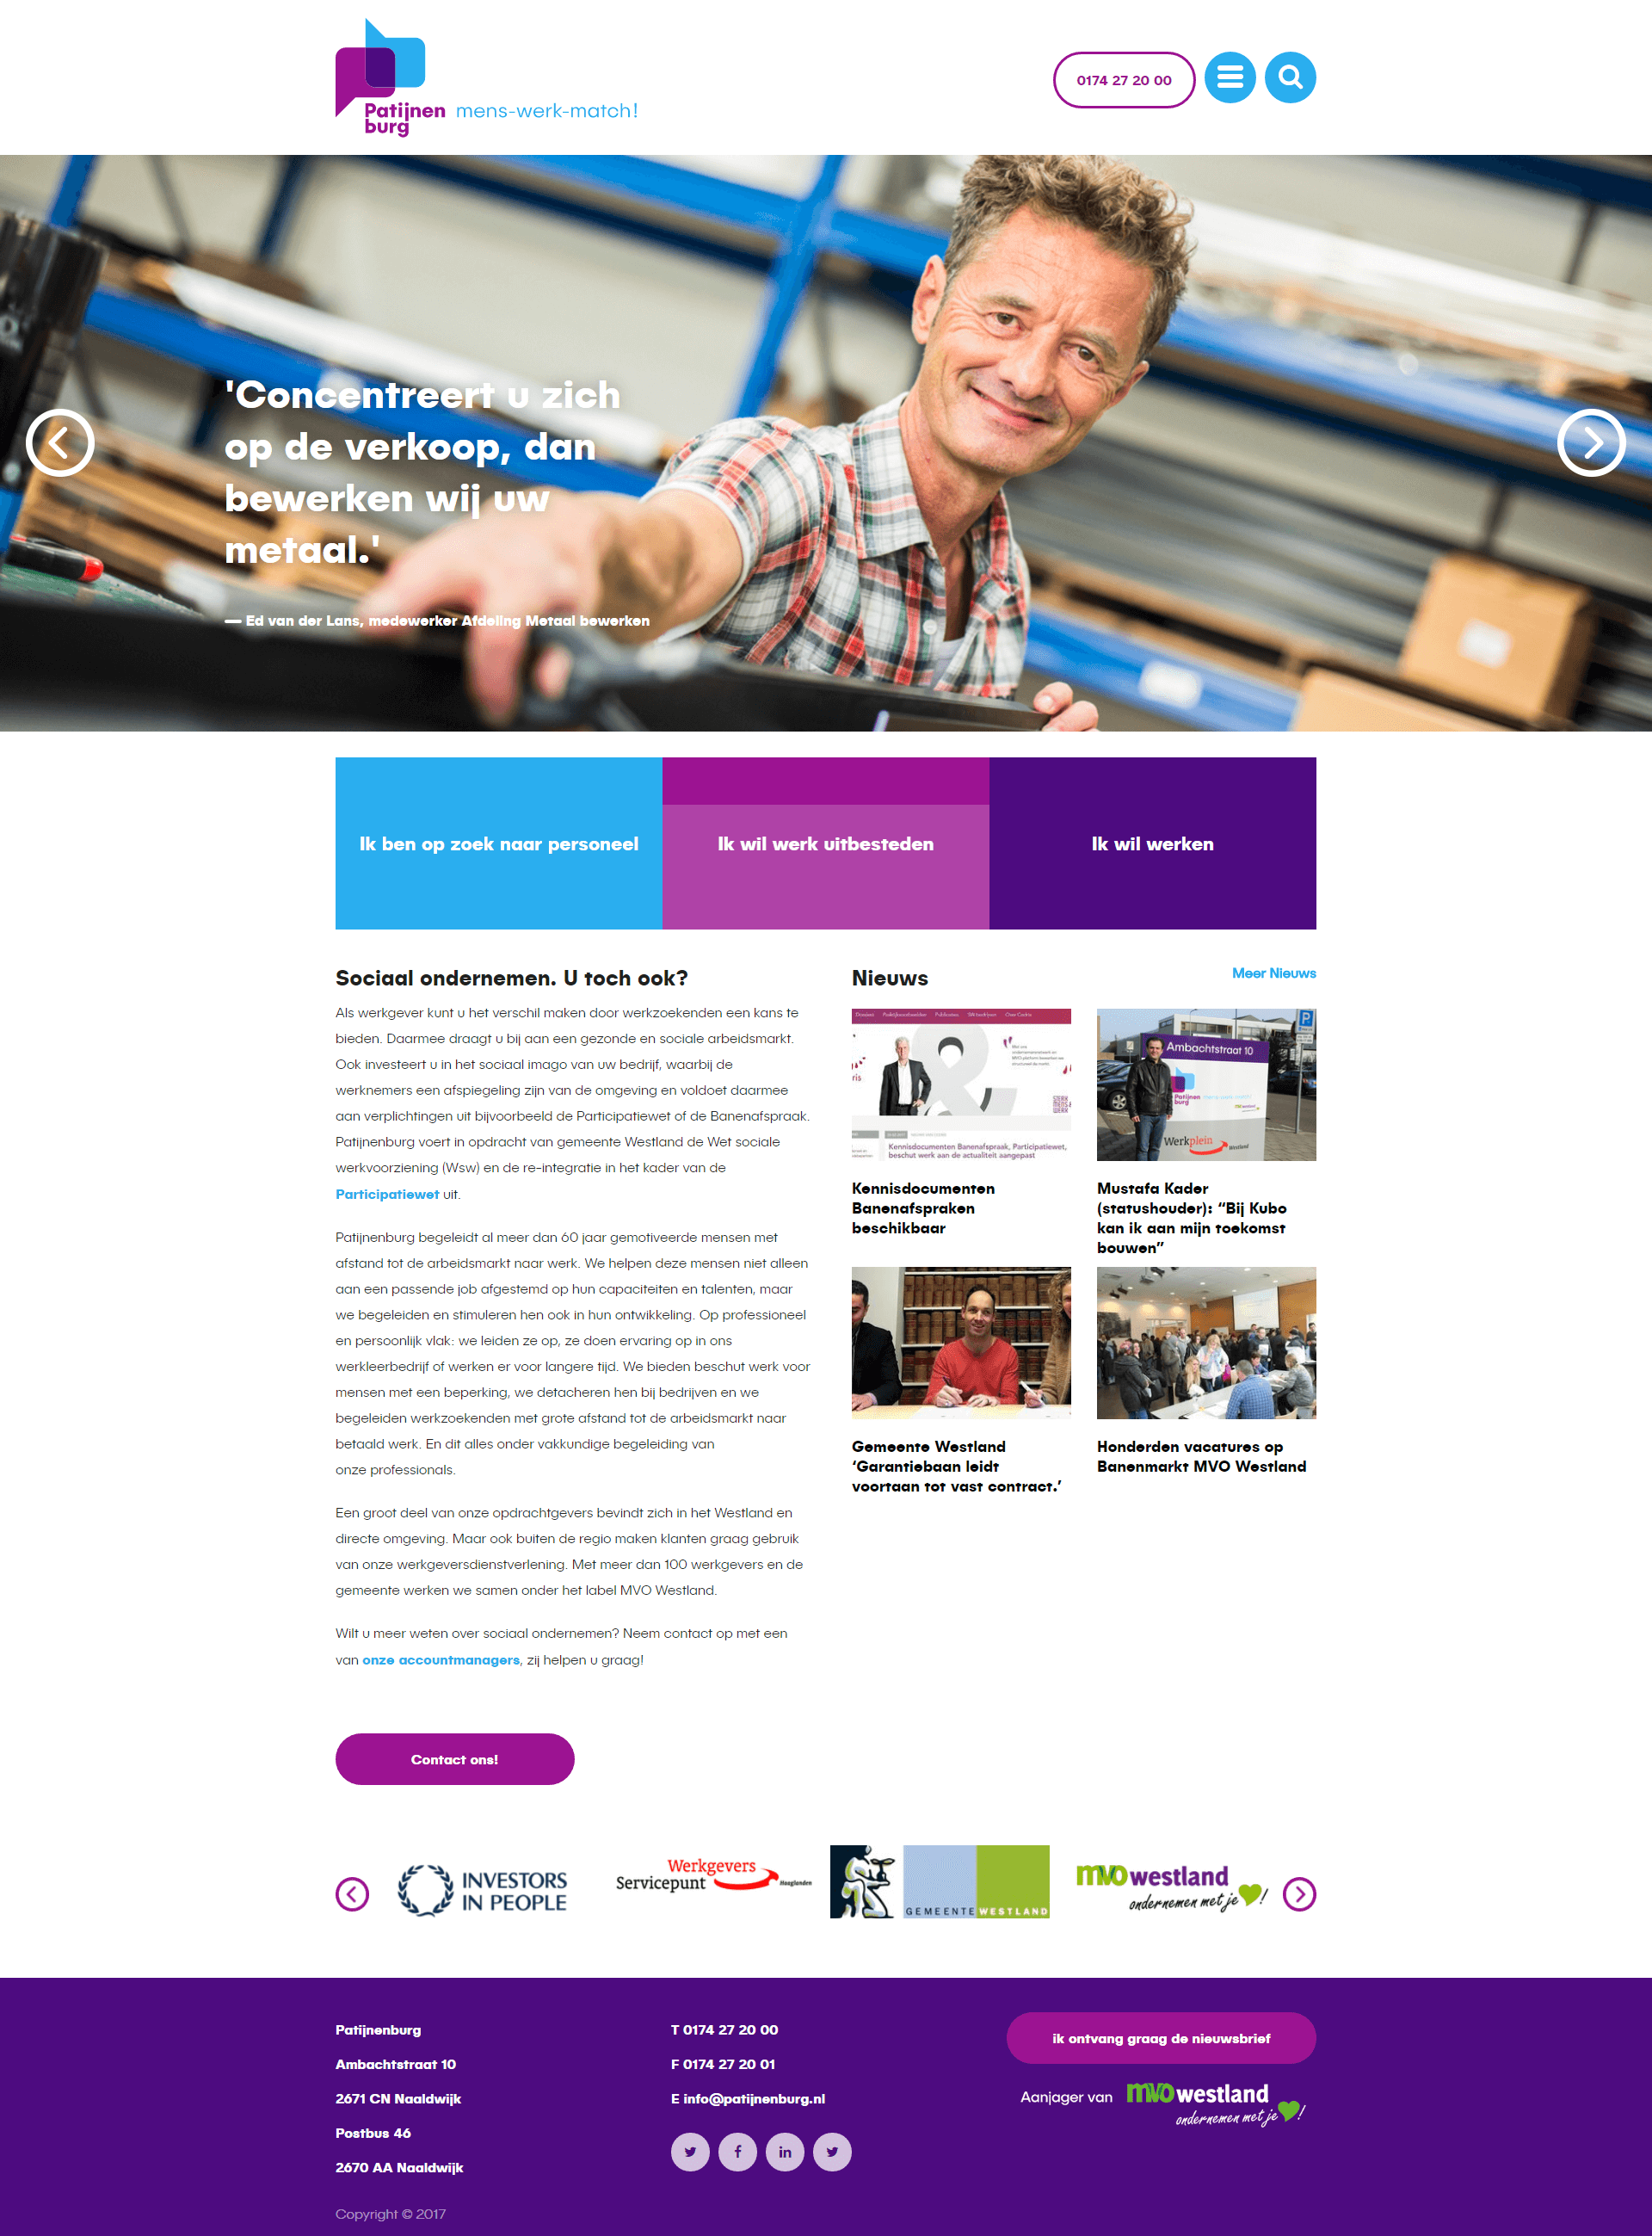 Patijnen
burg
mens-werk-match!
0174 27 20 00
'Concentreert u zich
op de verkoop, dan
bewerken wij uw
metaal.'
— Ed van der Lans, medewerker Afdeling Metaal bewerken
Ik ben op zoek naar personeel
Ik wil werk uitbesteden
Ik wil werken
Sociaal ondernemen. U toch ook?
Als werkgever kunt u het verschil maken door werkzoekenden een kans te
bieden. Daarmee draagt u bij aan een gezonde en sociale arbeidsmarkt.
Ook investeert u in het sociaal imago van uw bedrijf, waarbij de
werknemers een afspiegeling zijn van de omgeving en voldoet daarmee
aan verplichtingen uit bijvoorbeeld de Participatiewet of de Banenafspraak.
Patijnenburg voert in opdracht van gemeente Westland de Wet sociale
werkvoorziening (Wsw) en de re-integratie in het kader van de
Participatiewet uit.
Patijnenburg begeleidt al meer dan 60 jaar gemotiveerde mensen met
afstand tot de arbeidsmarkt naar werk. We helpen deze mensen niet alleen
aan een passende job afgestemd op hun capaciteiten en talenten, maar
we begeleiden en stimuleren hen ook in hun ontwikkeling. Op professioneel
en persoonlijk vlak: we leiden ze op, ze doen ervaring op in ons
werkleerbedrijf of werken er voor langere tijd. We bieden beschut werk voor
mensen met een beperking, we detacheren hen bij bedrijven en we
begeleiden werkzoekenden met grote afstand tot de arbeidsmarkt naar
betaald werk. En dit alles onder vakkundige begeleiding van
onze professionals.
Een groot deel van onze opdrachtgevers bevindt zich in het Westland en
directe omgeving. Maar ook buiten de regio maken klanten graag gebruik
van onze werkgeversdienstverlening. Met meer dan 100 werkgevers en de
gemeente werken we samen onder het label MVO Westland.
Wilt u meer weten over sociaal ondernemen? Neem contact op met een
van onze accountmanagers, zij helpen u graag!
Contact ons!
Nieuws
Meer Nieuws
&
Kennisdocumenten Banenafspraak, Participatiewet,
beschut werk aan de actualiteit aangepast
Kennisdocumenten
Banenafspraken
beschikbaar
P
Ambachtstraat 10
Patijnen
burg
Werkplein
Westland
Mustafa Kader
(statushouder): “Bij Kubo
kan ik aan mijn toekomst
bouwen”
Gemeente Westland
‘Garantiebaan leidt
voortaan tot vast contract.’
Honderden vacatures op
Banenmarkt MVO Westland
INVESTORS
IN PEOPLE
Werkgevers
Servicepunt
Haaglanden
GEMEENTE WESTLAND
mvo westland
ondernemen met je !
Patijnenburg
Ambachtstraat 10
2671 CN Naaldwijk
Postbus 46
2670 AA Naaldwijk
Copyright © 2017
T 0174 27 20 00
F 0174 27 20 01
E info@patijnenburg.nl
ik ontvang graag de nieuwsbrief
Aanjager van
mvo westland
ondernemen met je !